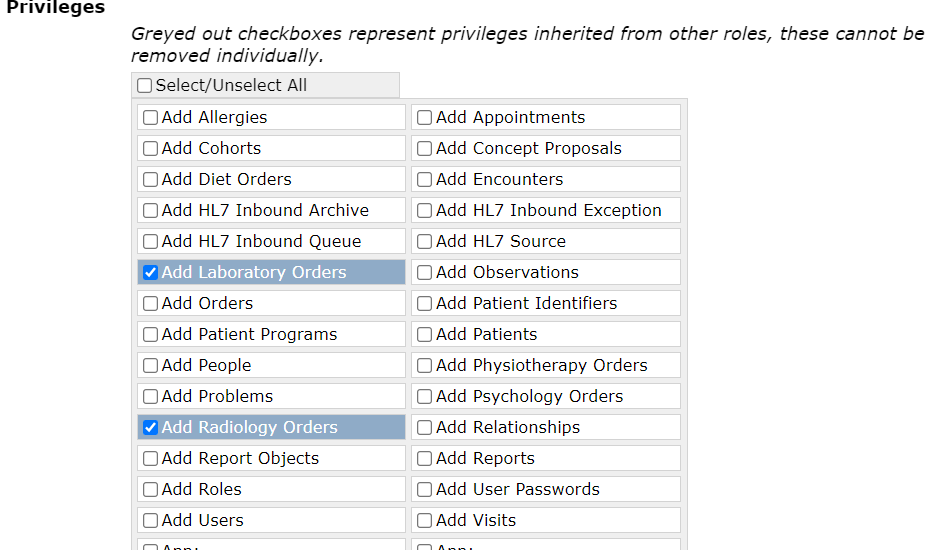 Privileges
Greyed out checkboxes represent privileges inherited from other roles, these cannot be
removed individually.
Select/Unselect All
Add Allergies Add Appointments
Add Cohorts Add Concept Proposals
Add Diet Orders Add Encounters
Add HL7 Inbound Archive Add HL7 Inbound Exception
Add HL7 Inbound Queue Add HL7 Source
Add Laboratory Orders Add Observations
Add Orders Add Patient Identifiers
Add Patient Programs Add Patients
Add People Add Physiotherapy Orders
Add Problems Add Psychology Orders
Add Radiology Orders Add Relationships
Add Report Objects Add Reports
Add Roles Add User Passwords
Add Users Add Visits